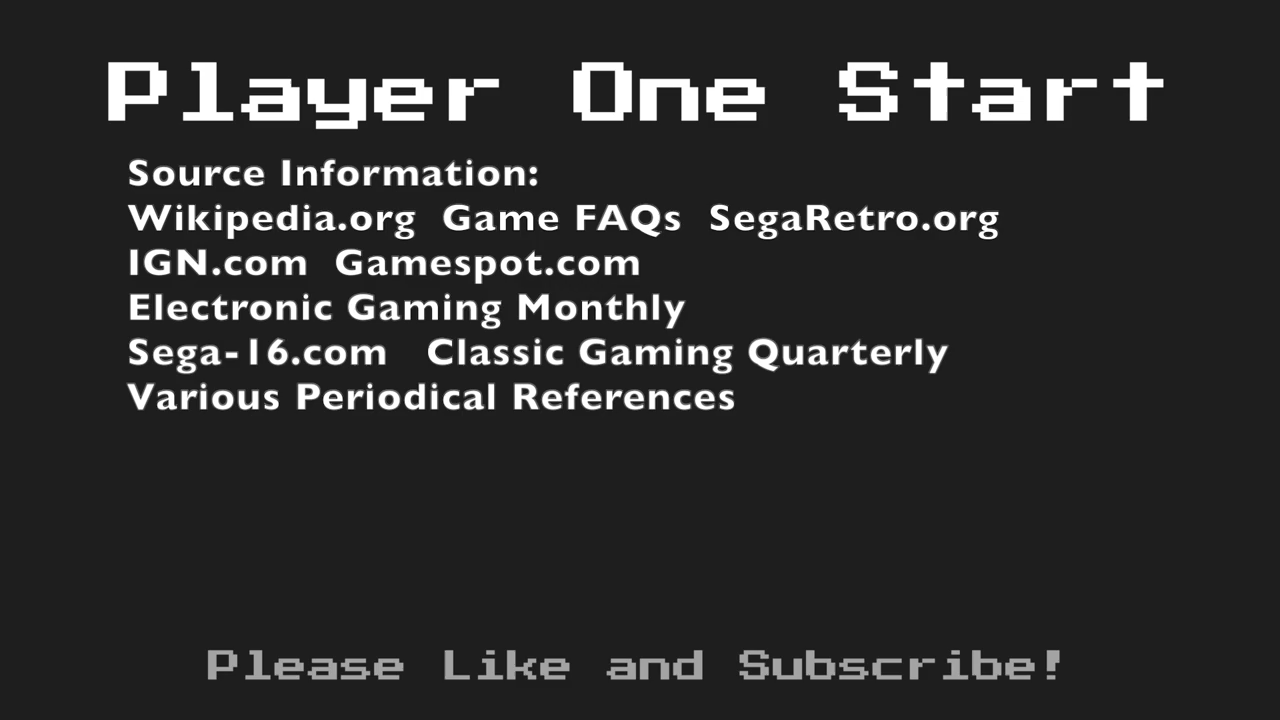 Player One Start
Source Information:
Wikipedia.org  Game FAQs  SegaRetro.org
IGN.com  Gamespot.com
Electronic Gaming Monthly
Sega-16.com   Classic Gaming Quarterly
Various Periodical References
Please Like and Subscribe!